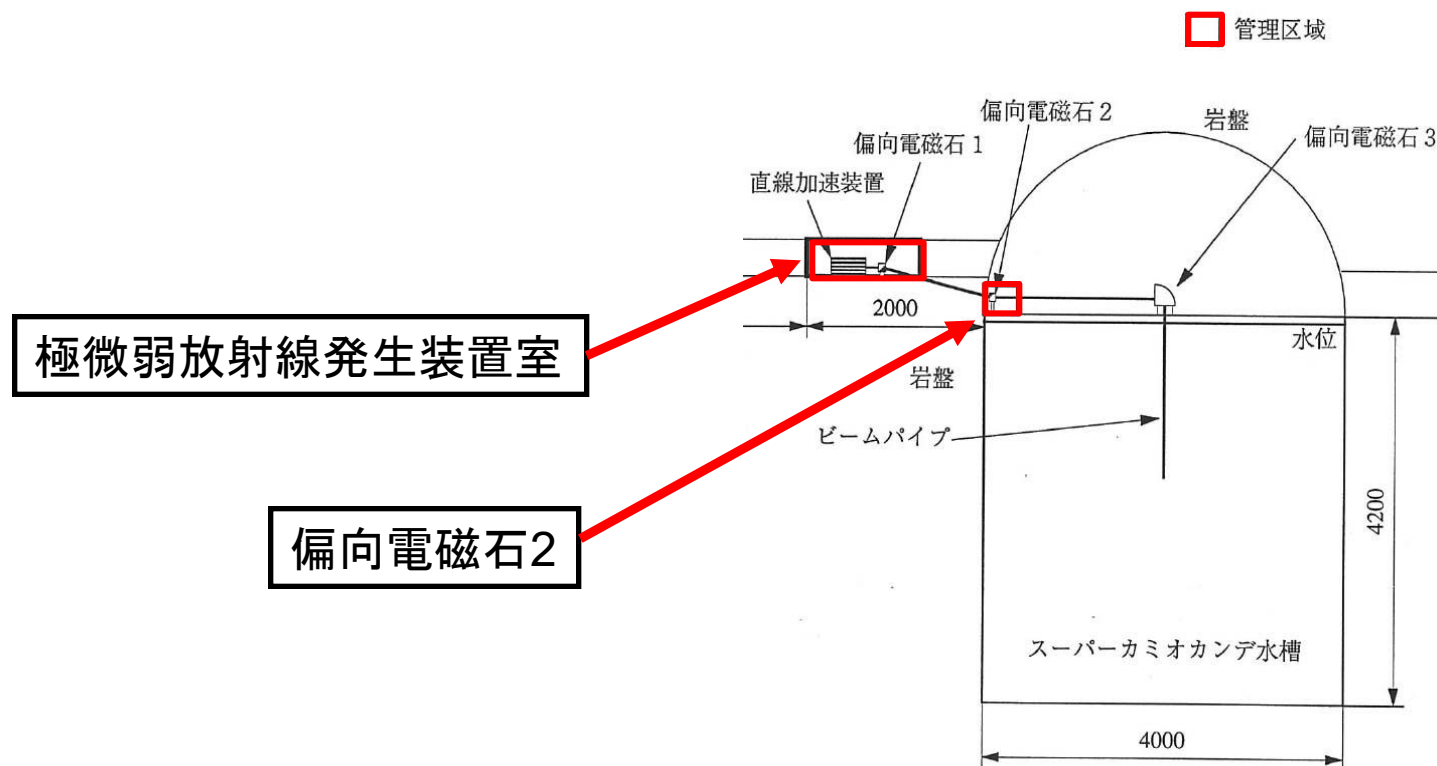 管理区域
偏向電磁石2
岩盤
偏向電磁石1
偏向電磁石3
直線加速装置
2000
極微弱放射線発生装置室
水位
岩盤
ビームパイプ
偏向電磁石2
4200
スーパーカミオカンデ水槽
4000